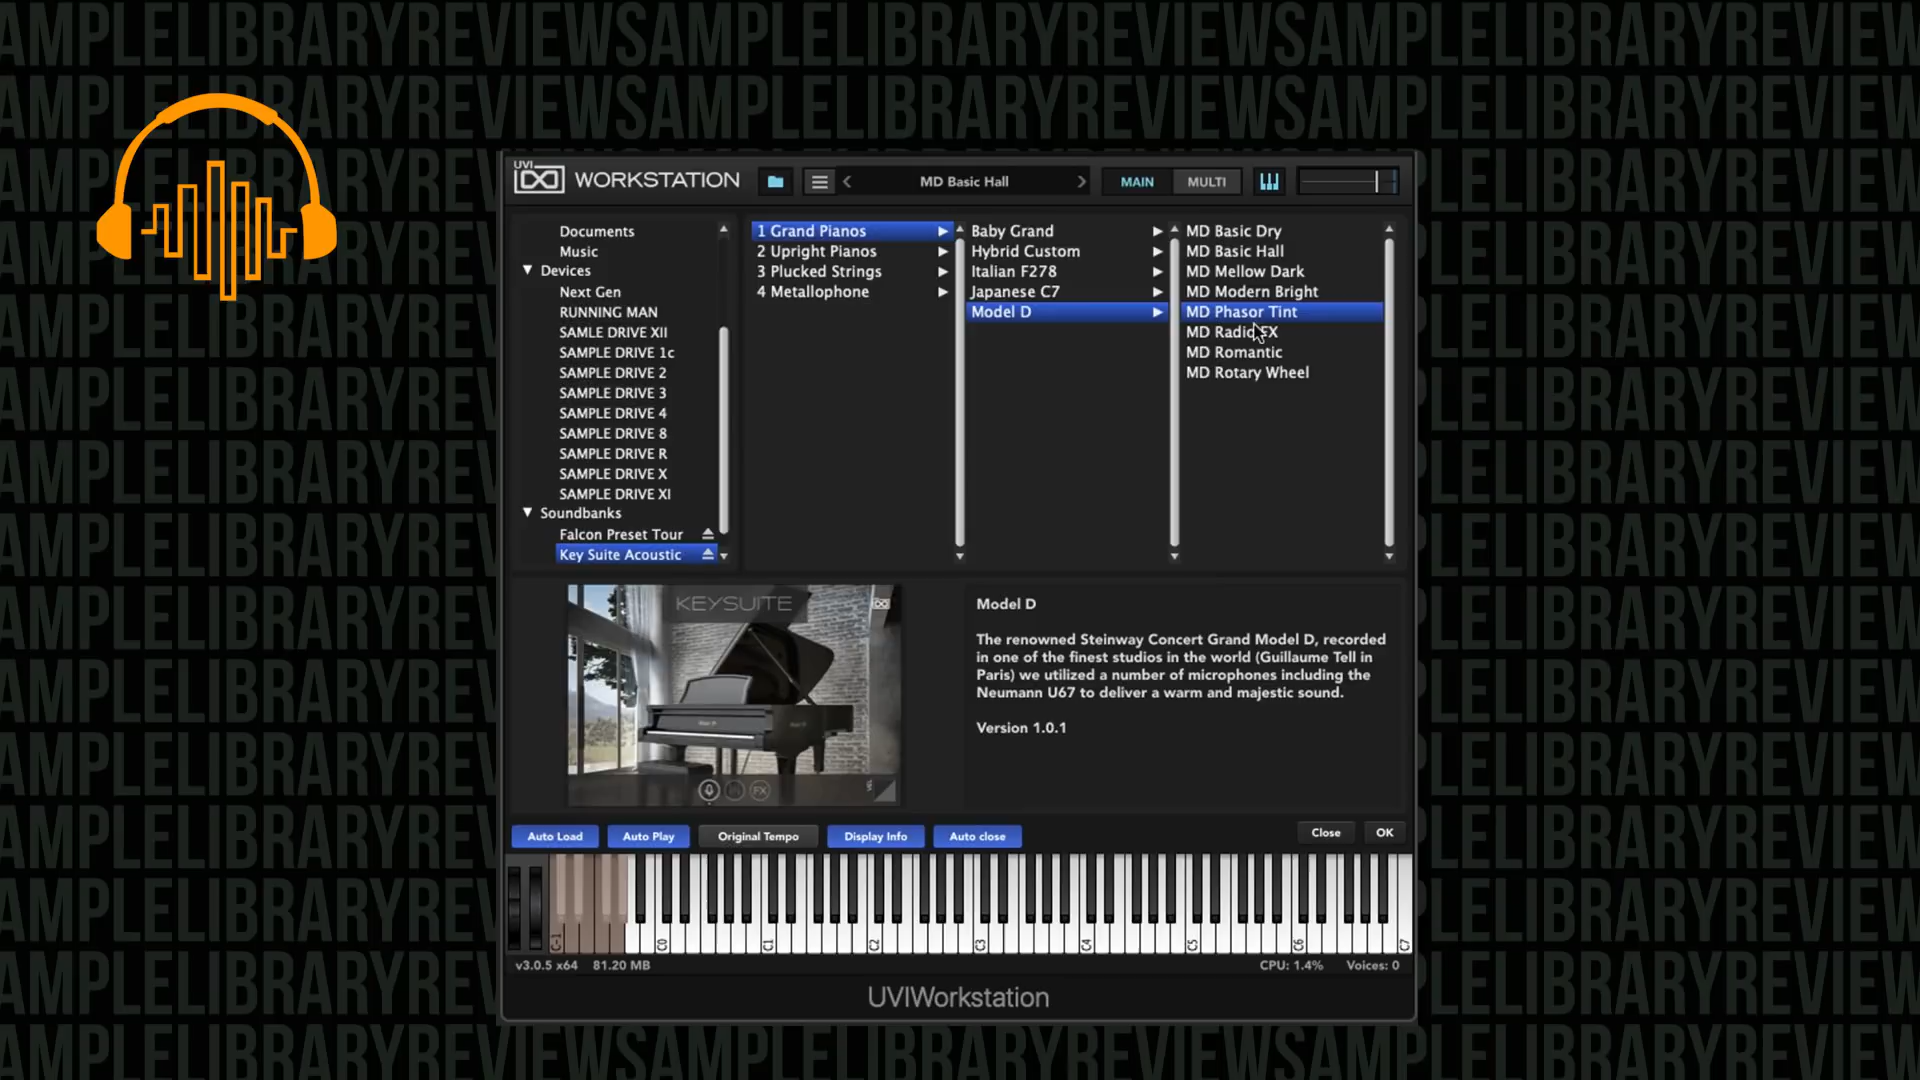 SAMPLELIBRARYREVIEWSAMPLELIBRARYREVIEWSAMPLELIBRARYREVIEW
UVI
WORKSTATION
MD Basic Hall
MAIN
MULTI
Documents
Music
Devices
Next Gen
RUNNING MAN
SAMLE DRIVE XII
SAMPLE DRIVE 1c
SAMPLE DRIVE 2
SAMPLE DRIVE 3
SAMPLE DRIVE 4
SAMPLE DRIVE 8
SAMPLE DRIVE R
SAMPLE DRIVE X
SAMPLE DRIVE XI
Soundbanks
Falcon Preset Tour
Key Suite Acoustic
1 Grand Pianos
2 Upright Pianos
3 Plucked Strings
4 Metallophone
Baby Grand
Hybrid Custom
Italian F278
Japanese C7
Model D
MD Basic Dry
MD Basic Hall
MD Mellow Dark
MD Modern Bright
MD Phasor Tint
MD Radio FX
MD Romantic
MD Rotary Wheel
KEYSUITE
FX
VEL
Model D
The renowned Steinway Concert Grand Model D, recorded
in one of the finest studios in the world (Guillaume Tell in
Paris) we utilized a number of microphones including the
Neumann U67 to deliver a warm and majestic sound.
Version 1.0.1
Auto Load
Auto Play
Original Tempo
Display Info
Auto close
Close
OK
C-1
C0
C1
C2
C3
C4
C5
C6
C7
v3.0.5 x64
81.20 MB
CPU: 1.4%
Voices: 0
UVIWorkstation